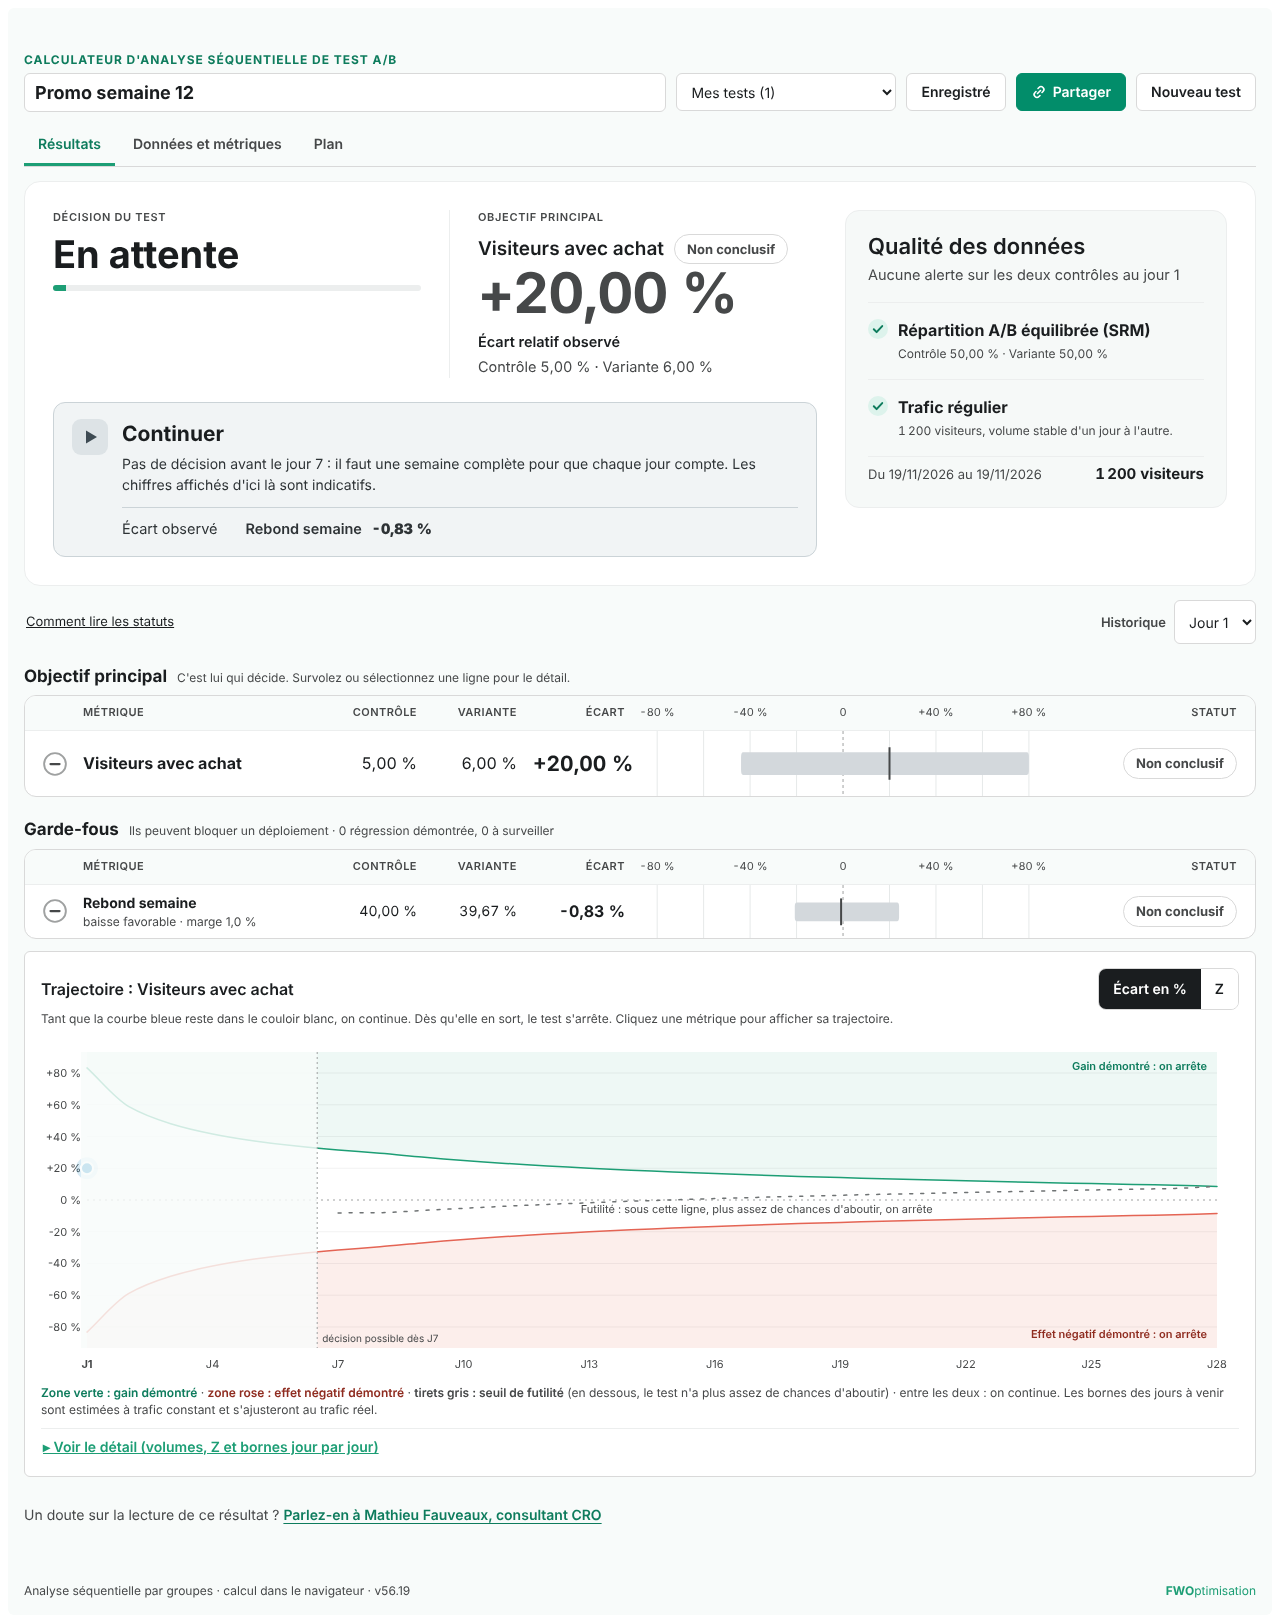 CALCULATEUR D'ANALYSE SÉQUENTIELLE DE TEST A/B
Promo semaine 12
Mes tests (1)
Enregistré
Partager
Nouveau test
Résultats
Données et métriques
Plan
DÉCISION DU TEST
En attente
OBJECTIF PRINCIPAL
Visiteurs avec achat
Non conclusif
+20,00 %
Écart relatif observé
Contrôle 5,00 % · Variante 6,00 %
Continuer
Pas de décision avant le jour 7 : il faut une semaine complète pour que chaque jour compte. Les
chiffres affichés d'ici là sont indicatifs.
Écart observé Rebond semaine -0,83 %
Qualité des données
Aucune alerte sur les deux contrôles au jour 1
Répartition A/B équilibrée (SRM)
Contrôle 50,00 % · Variante 50,00 %
Trafic régulier
1 200 visiteurs, volume stable d'un jour à l'autre.
Du 19/11/2026 au 19/11/2026 1 200 visiteurs
Comment lire les statuts
Historique Jour 1
Objectif principal C'est lui qui décide. Survolez ou sélectionnez une ligne pour le détail.
MÉTRIQUE CONTRÔLE VARIANTE ÉCART -80 % -40 % 0 +40 % +80 % STATUT
Visiteurs avec achat 5,00 % 6,00 % +20,00 % Non conclusif
Garde-fous Ils peuvent bloquer un déploiement · 0 régression démontrée, 0 à surveiller
MÉTRIQUE CONTRÔLE VARIANTE ÉCART -80 % -40 % 0 +40 % +80 % STATUT
Rebond semaine 40,00 % 39,67 % -0,83 % Non conclusif
baisse favorable · marge 1,0 %
Trajectoire : Visiteurs avec achat
Écart en % Z
Tant que la courbe bleue reste dans le couloir blanc, on continue. Dès qu'elle en sort, le test s'arrête. Cliquez une métrique pour afficher sa trajectoire.
Gain démontré : on arrête
+80 %
+60 %
+40 %
+20 %
0 %
Futilité : sous cette ligne, plus assez de chances d'aboutir, on arrête
-20 %
-40 %
-60 %
-80 %
Effet négatif démontré : on arrête
décision possible dès J7
J1 J4 J7 J10 J13 J16 J19 J22 J25 J28
Zone verte : gain démontré · zone rose : effet négatif démontré · tirets gris : seuil de futilité (en dessous, le test n'a plus assez de chances d'aboutir) · entre les deux : on continue. Les bornes des jours à venir
sont estimées à trafic constant et s'ajusteront au trafic réel.
▸ Voir le détail (volumes, Z et bornes jour par jour)
Un doute sur la lecture de ce résultat ? Parlez-en à Mathieu Fauveaux, consultant CRO
Analyse séquentielle par groupes · calcul dans le navigateur · v56.19
FWOptimisation